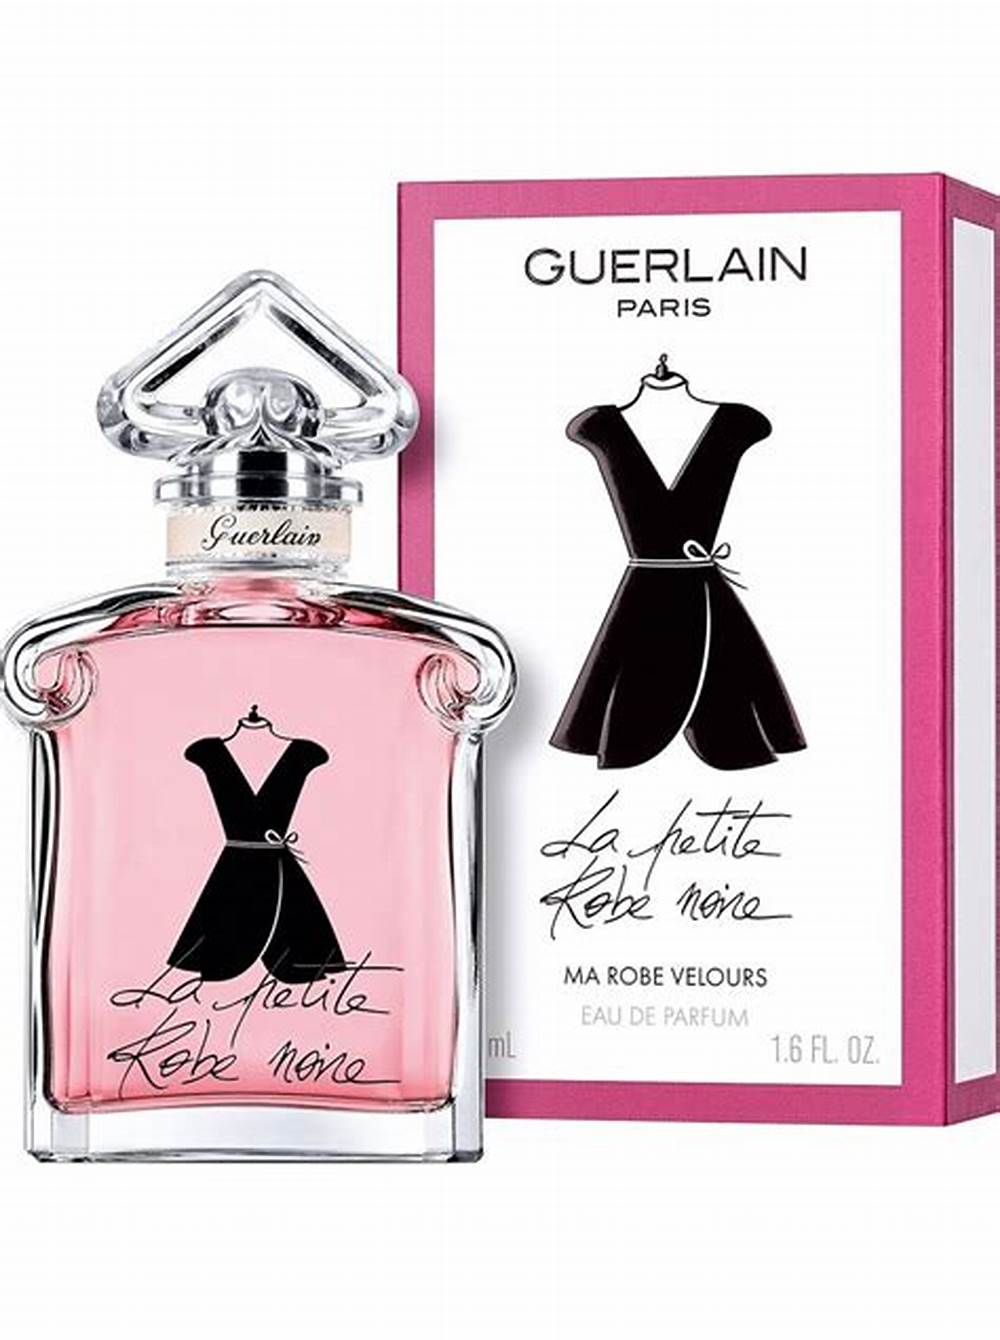 GUERLAIN
PARIS
La petite
Robe noire
MA ROBE VELOURS
EAU DE PARFUM
mL
1.6 FL. OZ.
Guerlain
La petite
Robe noire